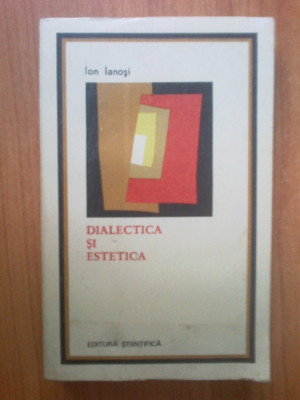 Ion Ianoşi
DIALECTICA
ŞI
ESTETICA
EDITURA ŞTIINŢIFICĂ